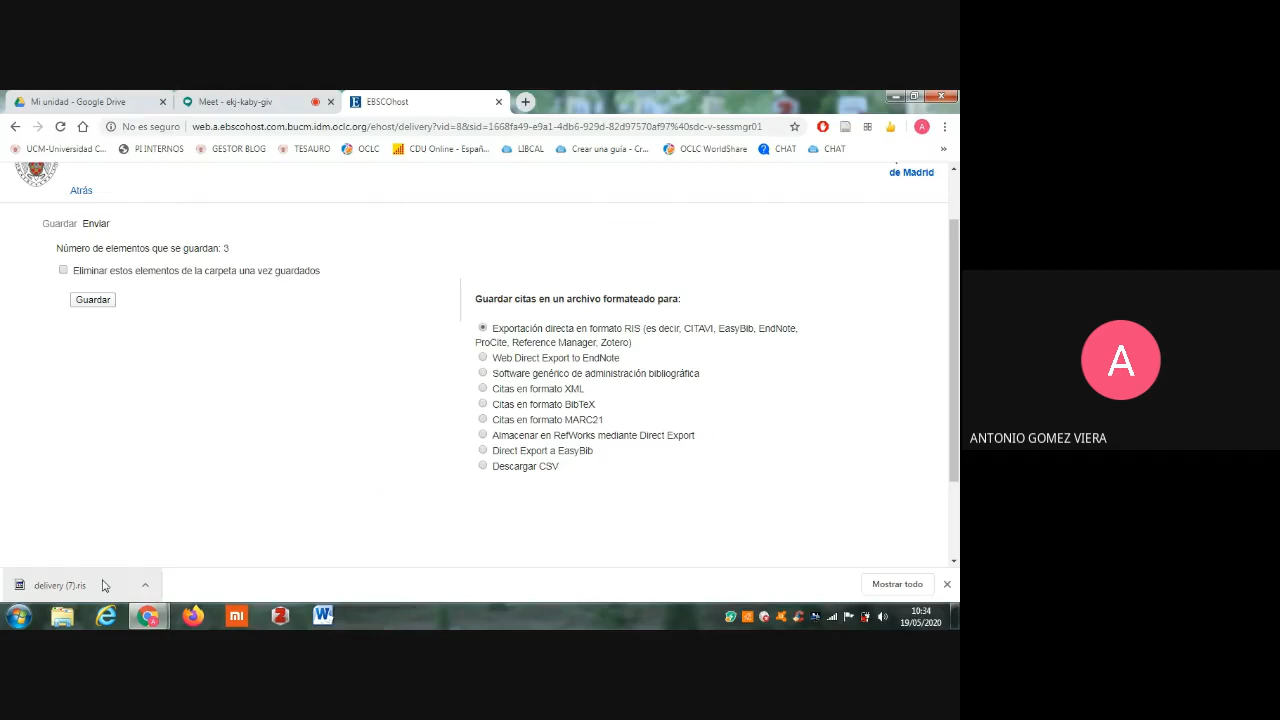 Mi unidad - Google Drive
Meet - ekj-kaby-giv
EBSCOhost
No es seguro
web.b.ebscohost.com.bucm.idm.oclc.org/ehost/delivery?vid=8&sid=1668fa49-e9a1-4db6-929d-82d97570af97%40sdc-v-sessmgr01
UCM-Universidad C...
PI INTERNOS
GESTOR BLOG
TESAURO
OCLC
CDU Online - Españ...
LIBCAL
Crear una guía - Cr...
OCLC WorldShare
CHAT
CHAT
»
de Madrid
Atrás
Guardar Enviar
Número de elementos que se guardan: 3
Eliminar estos elementos de la carpeta una vez guardados
Guardar
Guardar citas en un archivo formateado para:
Exportación directa en formato RIS (es decir, CITAVI, EasyBib, EndNote,
ProCite, Reference Manager, Zotero)
Web Direct Export to EndNote
Software genérico de administración bibliográfica
Citas en formato XML
Citas en formato BibTeX
Citas en formato MARC21
Almacenar en RefWorks mediante Direct Export
Direct Export a EasyBib
Descargar CSV
A
ANTONIO GOMEZ VIERA
delivery (7).ris
Mostrar todo
10:34
19/05/2020